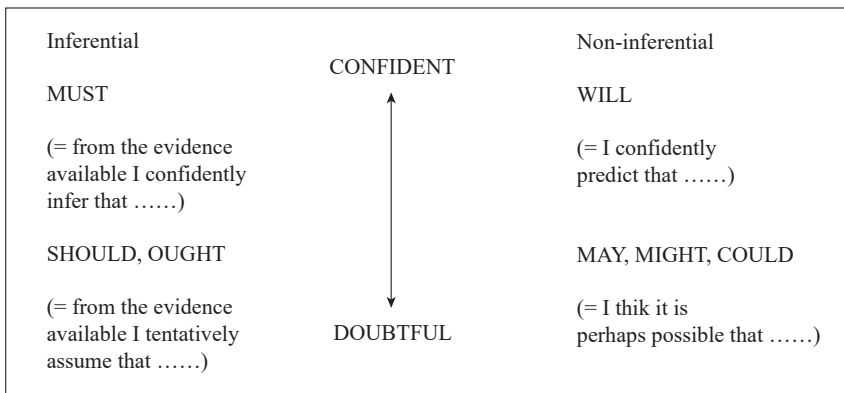 Inferential
MUST
(= from the evidence
available I confidently
infer that ……)
SHOULD, OUGHT
(= from the evidence
available I tentatively
assume that ……)
CONFIDENT
DOUBTFUL
Non-inferential
WILL
(= I confidently
predict that ……)
MAY, MIGHT, COULD
(= I thik it is
perhaps possible that ……)